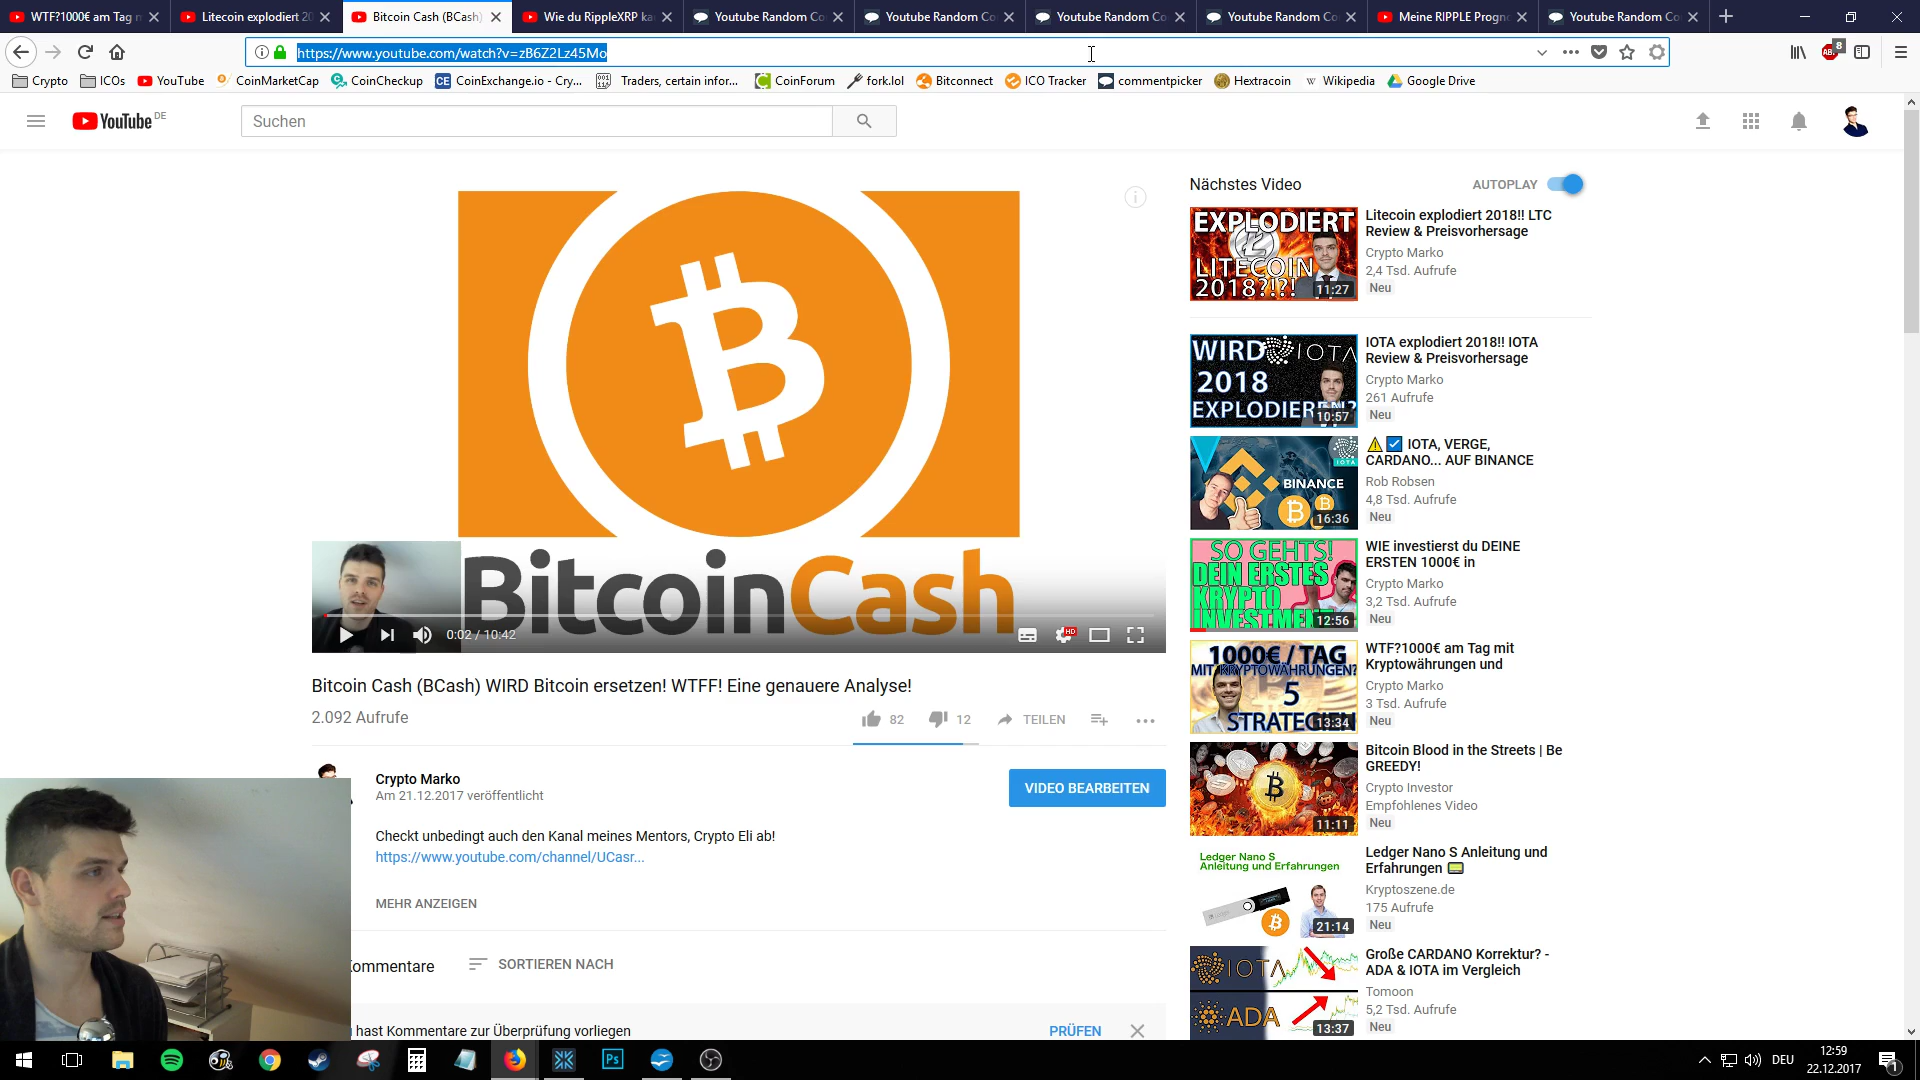 WTF?1000€ am Tag m
Litecoin explodiert 20
Bitcoin Cash (BCash)
Wie du RippleXRP ka
Youtube Random Co
Youtube Random Co
Youtube Random Co
Youtube Random Co
Meine RIPPLE Progn
Youtube Random Co
https://www.youtube.com/watch?v=zB6Z2Lz45Mo
8
Crypto
ICOs
YouTube
CoinMarketCap
CoinCheckup
CoinExchange.io - Cry...
Traders, certain infor...
CoinForum
fork.lol
Bitconnect
ICO Tracker
commentpicker
Hextracoin
Wikipedia
Google Drive
YouTube DE
Suchen
BitcoinCash
0:02 / 10:42
HD
Bitcoin Cash (BCash) WIRD Bitcoin ersetzen! WTFF! Eine genauere Analyse!
2.092 Aufrufe
82
12
TEILEN
Crypto Marko
Am 21.12.2017 veröffentlicht
VIDEO BEARBEITEN
Checkt unbedingt auch den Kanal meines Mentors, Crypto Eli ab!
https://www.youtube.com/channel/UCasr...
MEHR ANZEIGEN
Kommentare
SORTIEREN NACH
hast Kommentare zur Überprüfung vorliegen
PRÜFEN
Nächstes Video
AUTOPLAY
EXPLODIERT
LITECOIN
2018?!?!
11:27
Litecoin explodiert 2018!! LTC
Review & Preisvorhersage
Crypto Marko
2,4 Tsd. Aufrufe
Neu
WIRD IOTA
2018
EXPLODIEREN?
10:57
IOTA explodiert 2018!! IOTA
Review & Preisvorhersage
Crypto Marko
261 Aufrufe
Neu
IOTA
BINANCE
16:36
IOTA, VERGE,
CARDANO... AUF BINANCE
Rob Robsen
4,8 Tsd. Aufrufe
Neu
SO GEHTS!
DEIN ERSTES
KRYPTO
INVESTMENT
12:56
WIE investierst du DEINE
ERSTEN 1000€ in
Crypto Marko
3,2 Tsd. Aufrufe
Neu
1000€ / TAG
MIT KRYPTOWÄHRUNGEN?
5
STRATEGIEN
13:34
WTF?1000€ am Tag mit
Kryptowährungen und
Crypto Marko
3 Tsd. Aufrufe
Neu
11:11
Bitcoin Blood in the Streets | Be
GREEDY!
Crypto Investor
Empfohlenes Video
Neu
Ledger Nano S
Anleitung und Erfahrungen
21:14
Ledger Nano S Anleitung und
Erfahrungen
Kryptoszene.de
175 Aufrufe
Neu
IOTA
ADA
13:37
Große CARDANO Korrektur? -
ADA & IOTA im Vergleich
Tomoon
5,2 Tsd. Aufrufe
Neu
Ps
DEU
12:59
22.12.2017
1